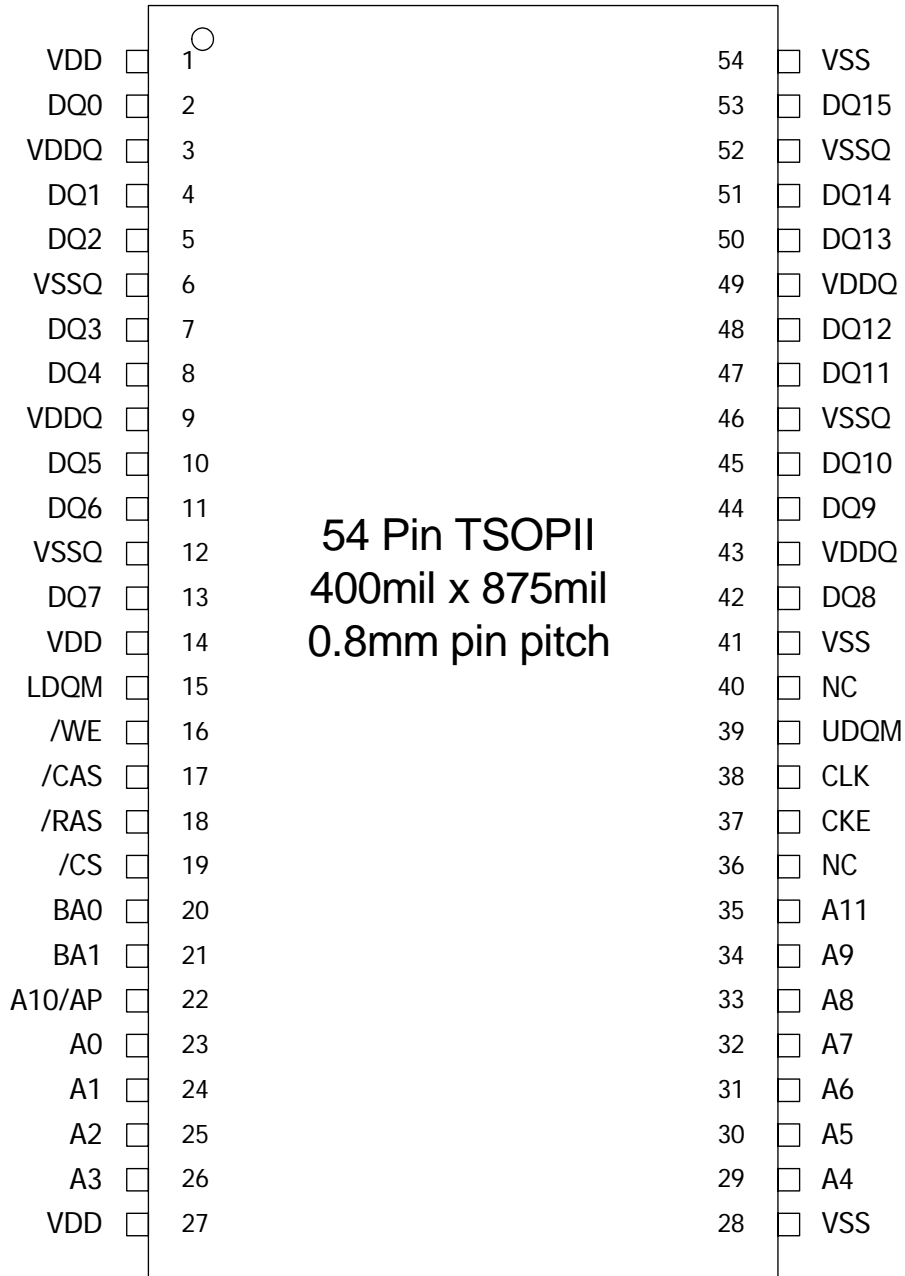 VDD 1 54 VSS
DQ0 2 53 DQ15
VDDQ 3 52 VSSQ
DQ1 4 51 DQ14
DQ2 5 50 DQ13
VSSQ 6 49 VDDQ
DQ3 7 48 DQ12
DQ4 8 47 DQ11
VDDQ 9 46 VSSQ
DQ5 10 45 DQ10
DQ6 11 44 DQ9
VSSQ 12 43 VDDQ
DQ7 13 42 DQ8
VDD 14 41 VSS
LDQM 15 40 NC
/WE 16 39 UDQM
/CAS 17 38 CLK
/RAS 18 37 CKE
/CS 19 36 NC
BA0 20 35 A11
BA1 21 34 A9
A10/AP 22 33 A8
A0 23 32 A7
A1 24 31 A6
A2 25 30 A5
A3 26 29 A4
VDD 27 28 VSS
54 Pin TSOPII
400mil x 875mil
0.8mm pin pitch